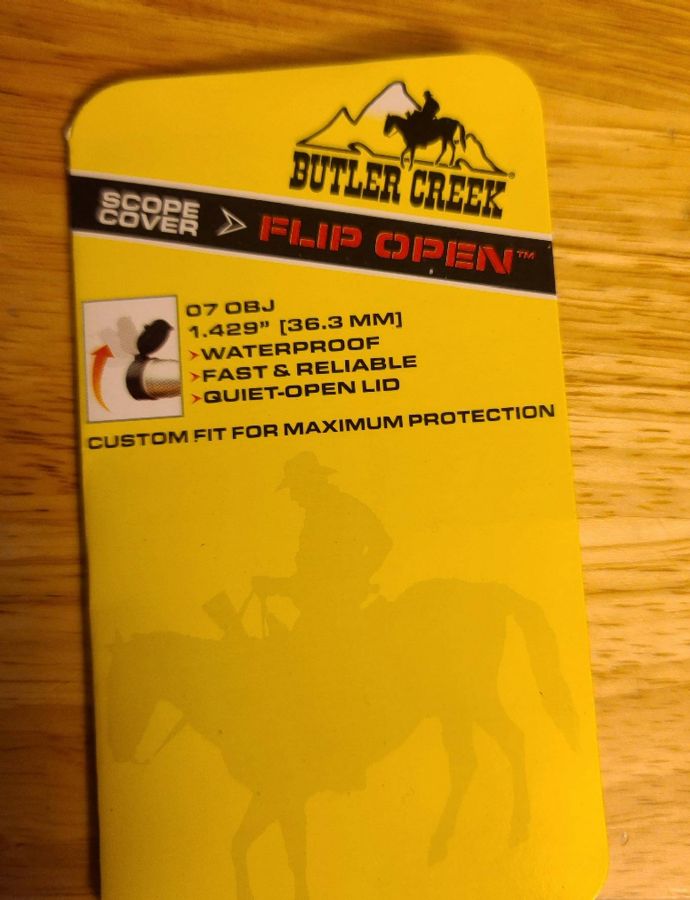 BUTLER CREEK®
SCOPE
COVER
FLIP OPEN™
07 OBJ
1.429" [36.3 MM]
WATERPROOF
FAST & RELIABLE
QUIET-OPEN LID
CUSTOM FIT FOR MAXIMUM PROTECTION